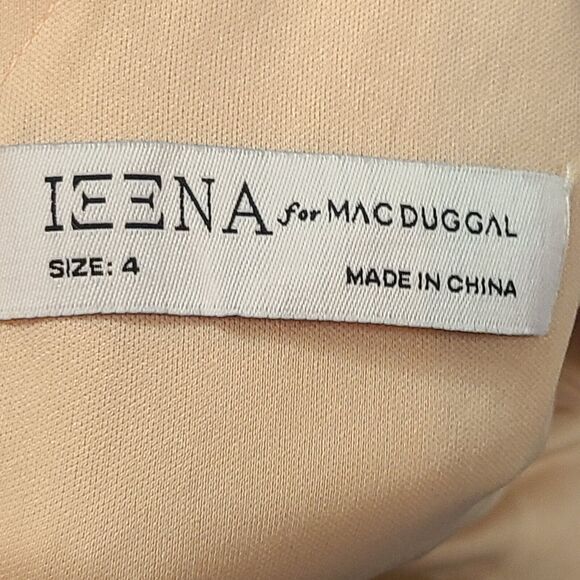 IEENA for MAC DUGGAL
SIZE: 4
MADE IN CHINA